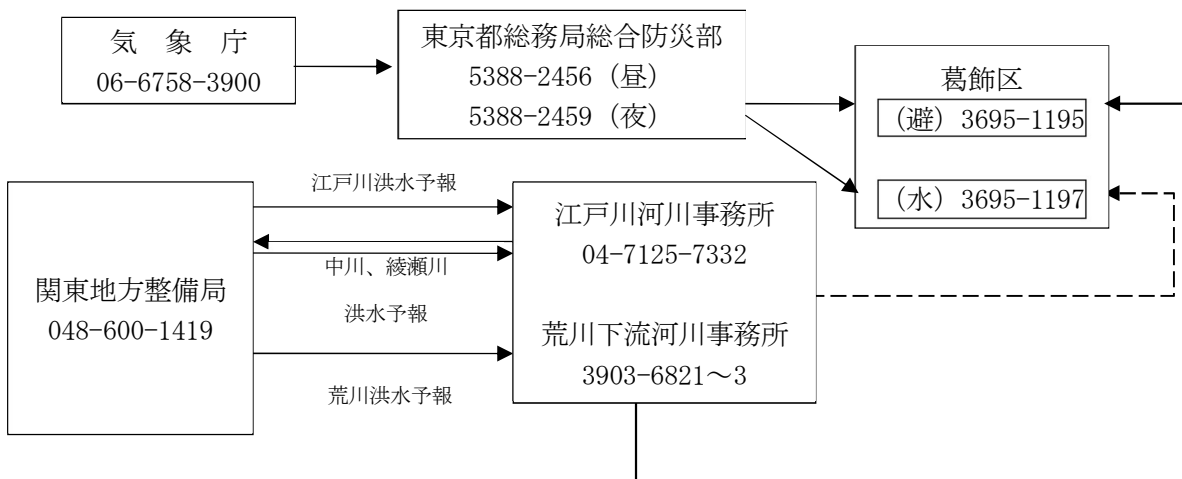 気 象 庁
06-6758-3900
東京都総務局総合防災部
5388-2456（昼）
5388-2459（夜）
葛飾区
（避）3695-1195
（水）3695-1197
関東地方整備局
048-600-1419
江戸川洪水予報
中川、綾瀬川
洪水予報
荒川洪水予報
江戸川河川事務所
04-7125-7332
荒川下流河川事務所
3903-6821～3